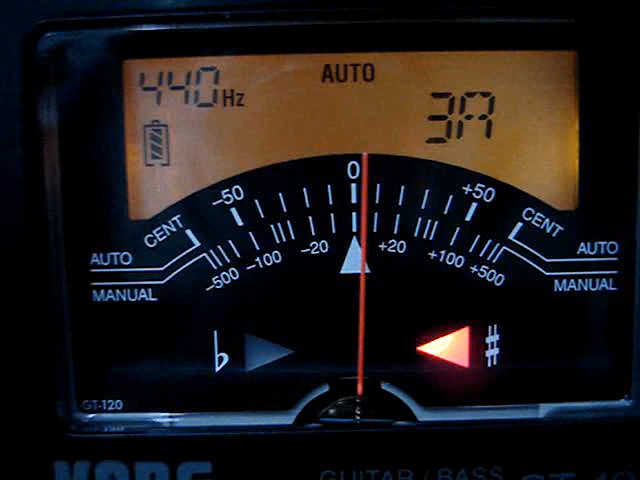 440Hz AUTO 3A
0
-50 +50
CENT CENT
AUTO -20 +20 AUTO
-500 -100 +100 +500
MANUAL MANUAL
♭ ♯
GT-120
KORG GUITAR / BASS